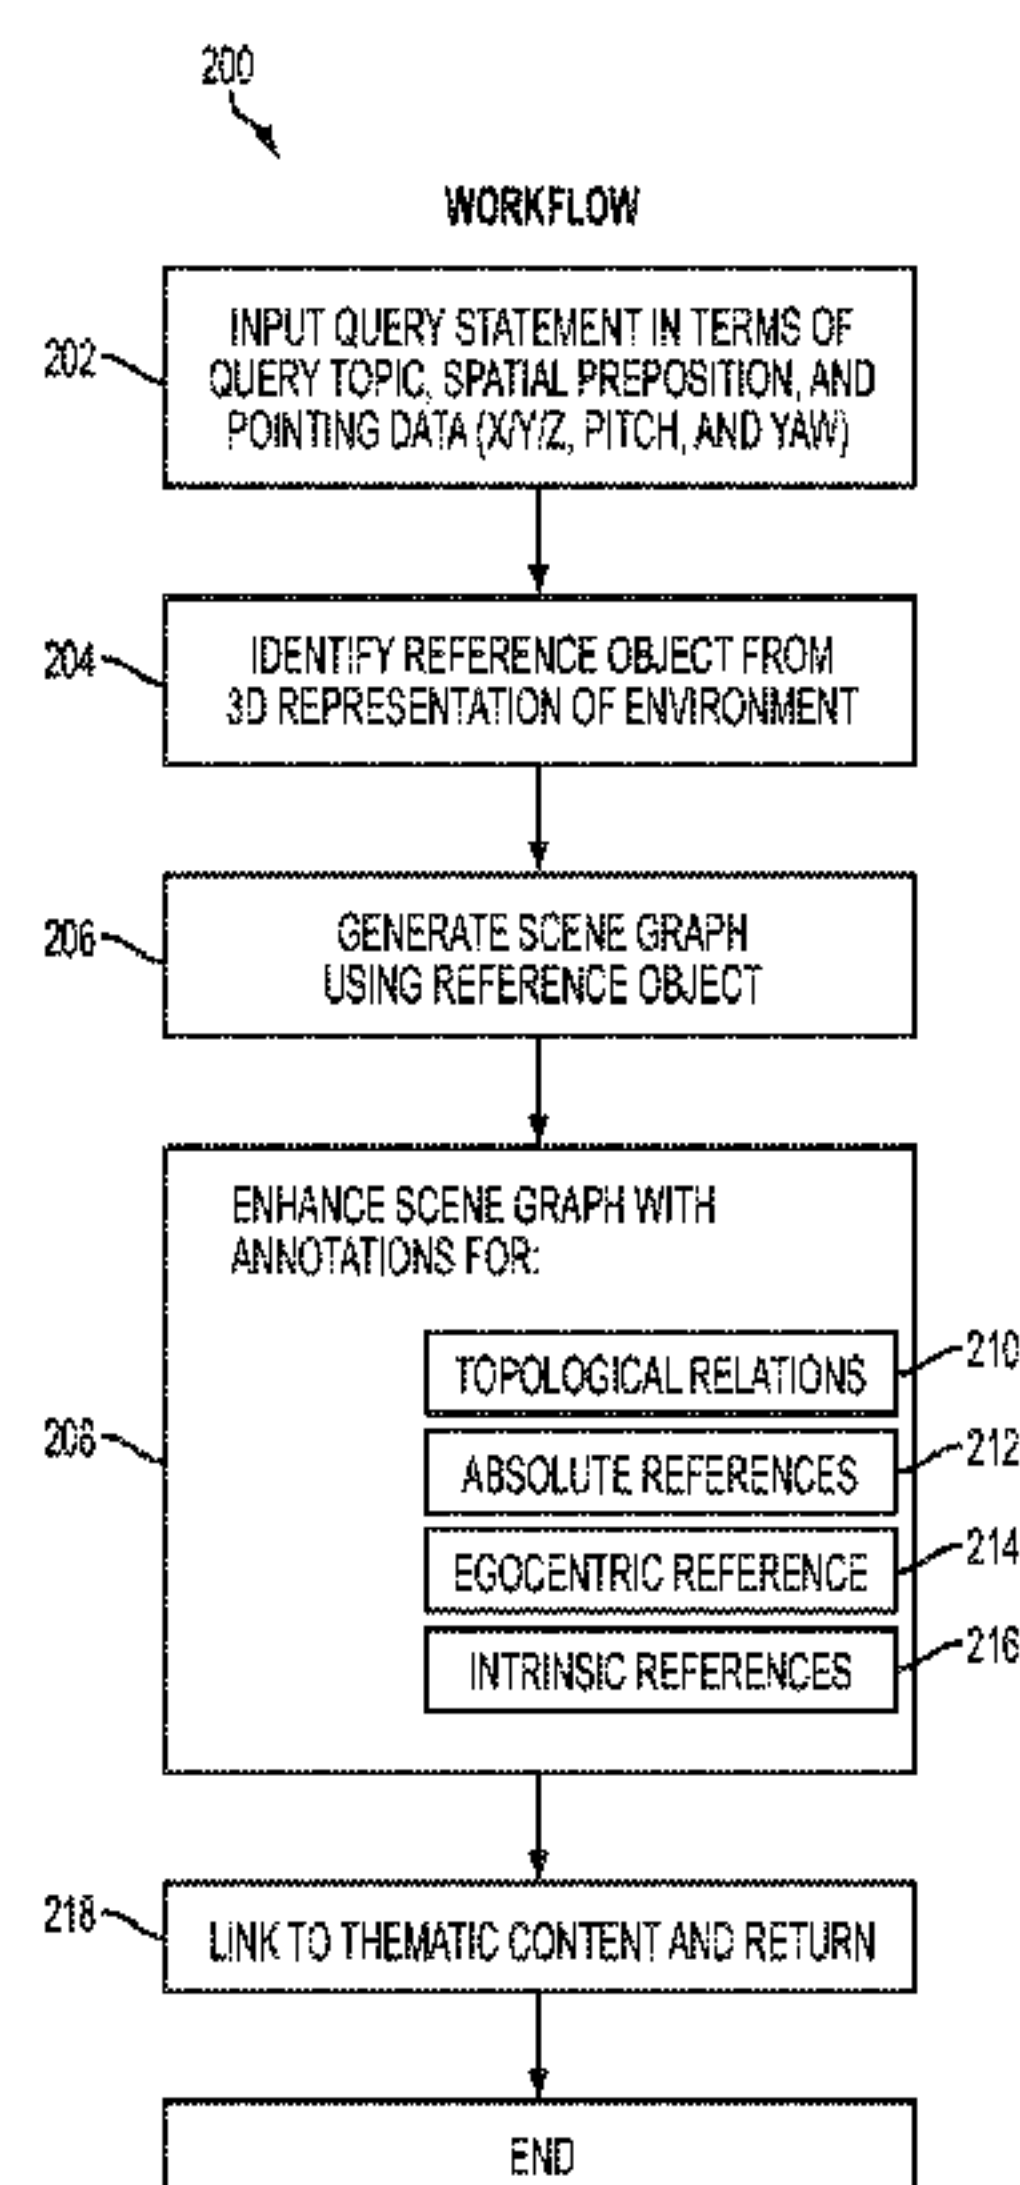 200
WORKFLOW
202
INPUT QUERY STATEMENT IN TERMS OF
QUERY TOPIC, SPATIAL PREPOSITION, AND
POINTING DATA (X/Y/Z, PITCH, AND YAW)
204
IDENTIFY REFERENCE OBJECT FROM
3D REPRESENTATION OF ENVIRONMENT
206
GENERATE SCENE GRAPH
USING REFERENCE OBJECT
208
ENHANCE SCENE GRAPH WITH
ANNOTATIONS FOR:
TOPOLOGICAL RELATIONS
210
ABSOLUTE REFERENCES
212
EGOCENTRIC REFERENCE
214
INTRINSIC REFERENCES
216
218
LINK TO THEMATIC CONTENT AND RETURN
END